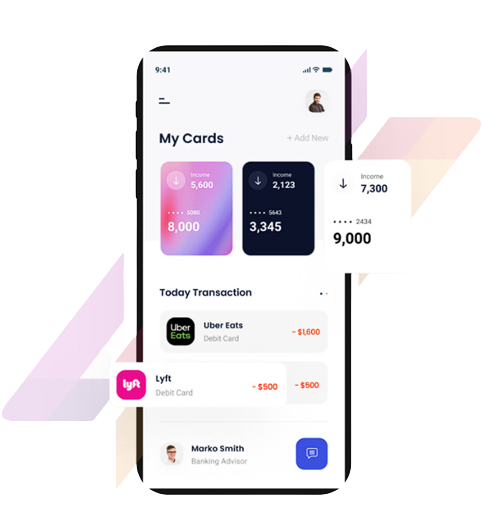 9:41
My Cards
+ Add New
Income
5,600
•••• 5080
8,000
Income
2,123
•••• 5643
3,345
Income
7,300
•••• 2434
9,000
Today Transaction
Uber
Eats
Uber Eats
Debit Card
- $1,600
lyft
Lyft
Debit Card
- $500
- $500
Marko Smith
Banking Advisor